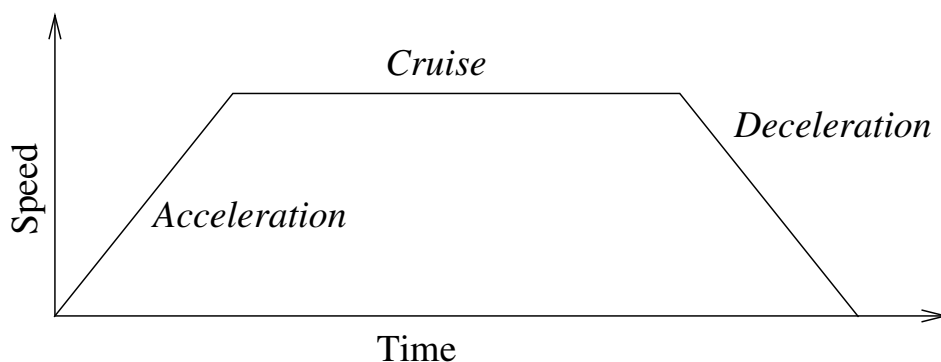 Cruise
Deceleration
Speed
Acceleration
Time